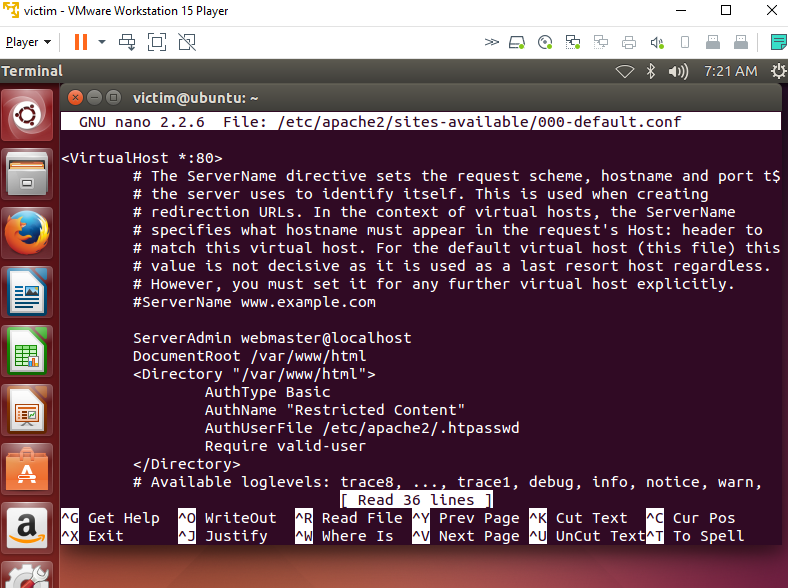 victim - VMware Workstation 15 Player
Player
Terminal
7:21 AM
victim@ubuntu: ~
GNU nano 2.2.6  File: /etc/apache2/sites-available/000-default.conf
<VirtualHost *:80>
        # The ServerName directive sets the request scheme, hostname and port t$
        # the server uses to identify itself. This is used when creating
        # redirection URLs. In the context of virtual hosts, the ServerName
        # specifies what hostname must appear in the request's Host: header to
        # match this virtual host. For the default virtual host (this file) this
        # value is not decisive as it is used as a last resort host regardless.
        # However, you must set it for any further virtual host explicitly.
        #ServerName www.example.com
        ServerAdmin webmaster@localhost
        DocumentRoot /var/www/html
        <Directory "/var/www/html">
                AuthType Basic
                AuthName "Restricted Content"
                AuthUserFile /etc/apache2/.htpasswd
                Require valid-user
        </Directory>
        # Available loglevels: trace8, ..., trace1, debug, info, notice, warn,
[ Read 36 lines ]
^G Get Help  ^O WriteOut  ^R Read File ^Y Prev Page ^K Cut Text  ^C Cur Pos
^X Exit      ^J Justify   ^W Where Is  ^V Next Page ^U UnCut Text^T To Spell